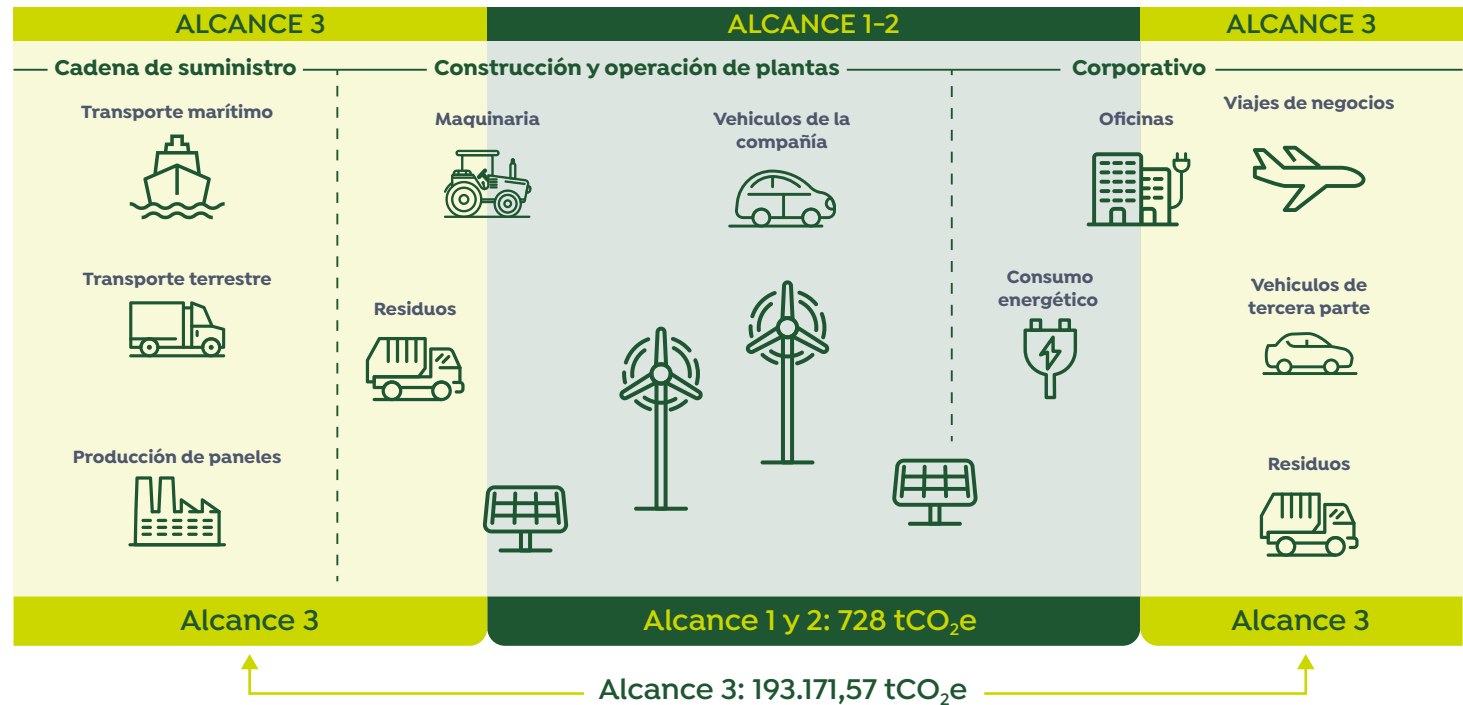 ALCANCE 3
ALCANCE 1-2
ALCANCE 3
Cadena de suministro
Construcción y operación de plantas
Corporativo
Transporte marítimo
Maquinaria
Vehiculos de la
compañía
Oficinas
Viajes de negocios
Transporte terrestre
Residuos
Consumo
energético
Vehiculos de
tercera parte
Producción de paneles
Residuos
Alcance 3
Alcance 1 y 2: 728 tCO₂e
Alcance 3
Alcance 3: 193.171,57 tCO₂e